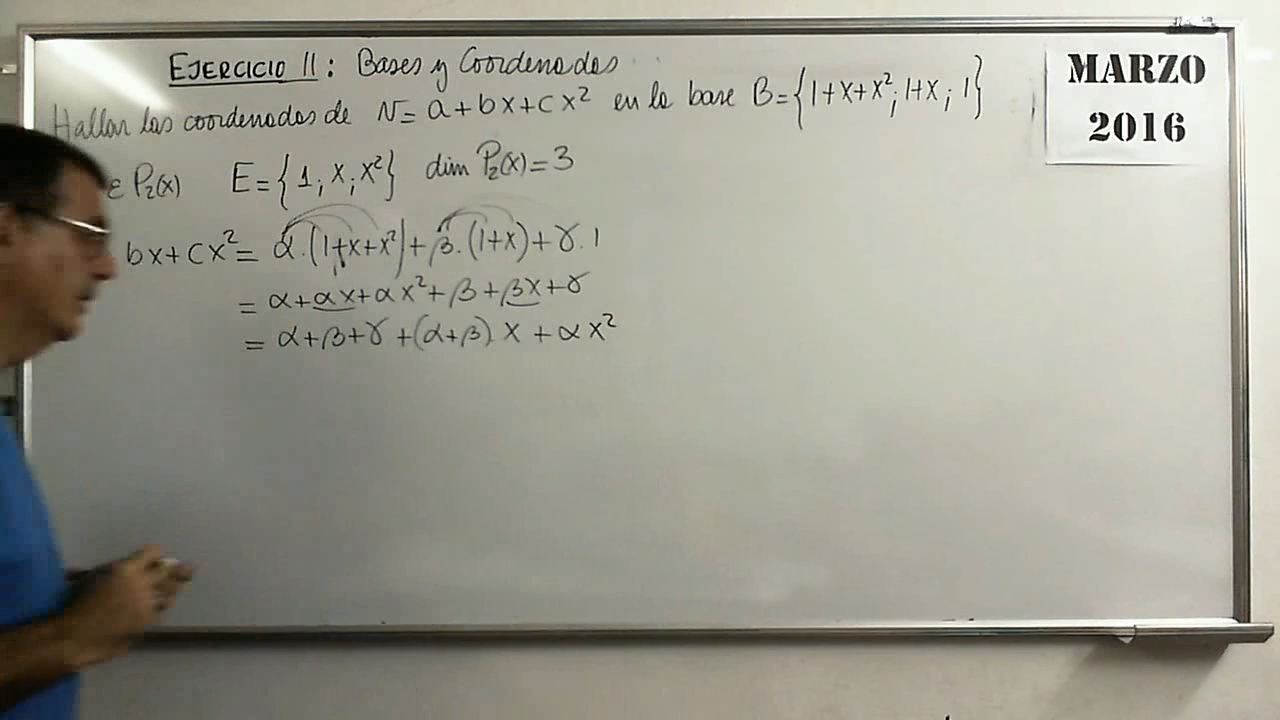 EJERCICIO 11: Bases y Coordenadas
Hallar las coordenadas de N = a + bx + cx² en la base B = {1+x+x²; 1+x; 1}
∈ P₂(x) E = {1; x; x²} dim P₂(x) = 3
bx + cx² = α·(1+x+x²) + β·(1+x) + γ·1
= α + αx + αx² + β + βx + γ
= α+β+γ + (α+β)·x + αx²
MARZO
2016